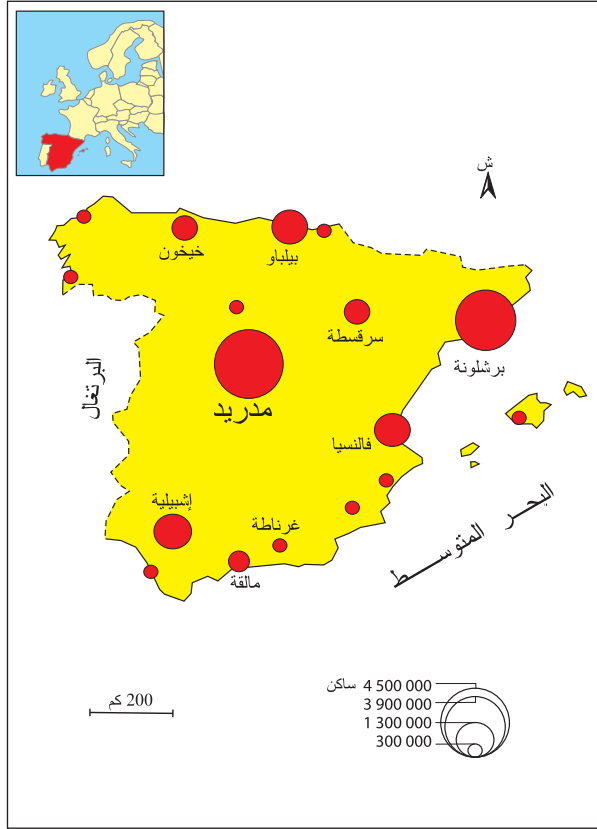 ش
خيخون
بيلباو
سرقسطة
برشلونة
مدريد
البرتغال
فالنسيا
إشبيلية
غرناطة
مالقة
البحر المتوسط
200 كم
4 500 000 ساكن
3 900 000
1 300 000
300 000